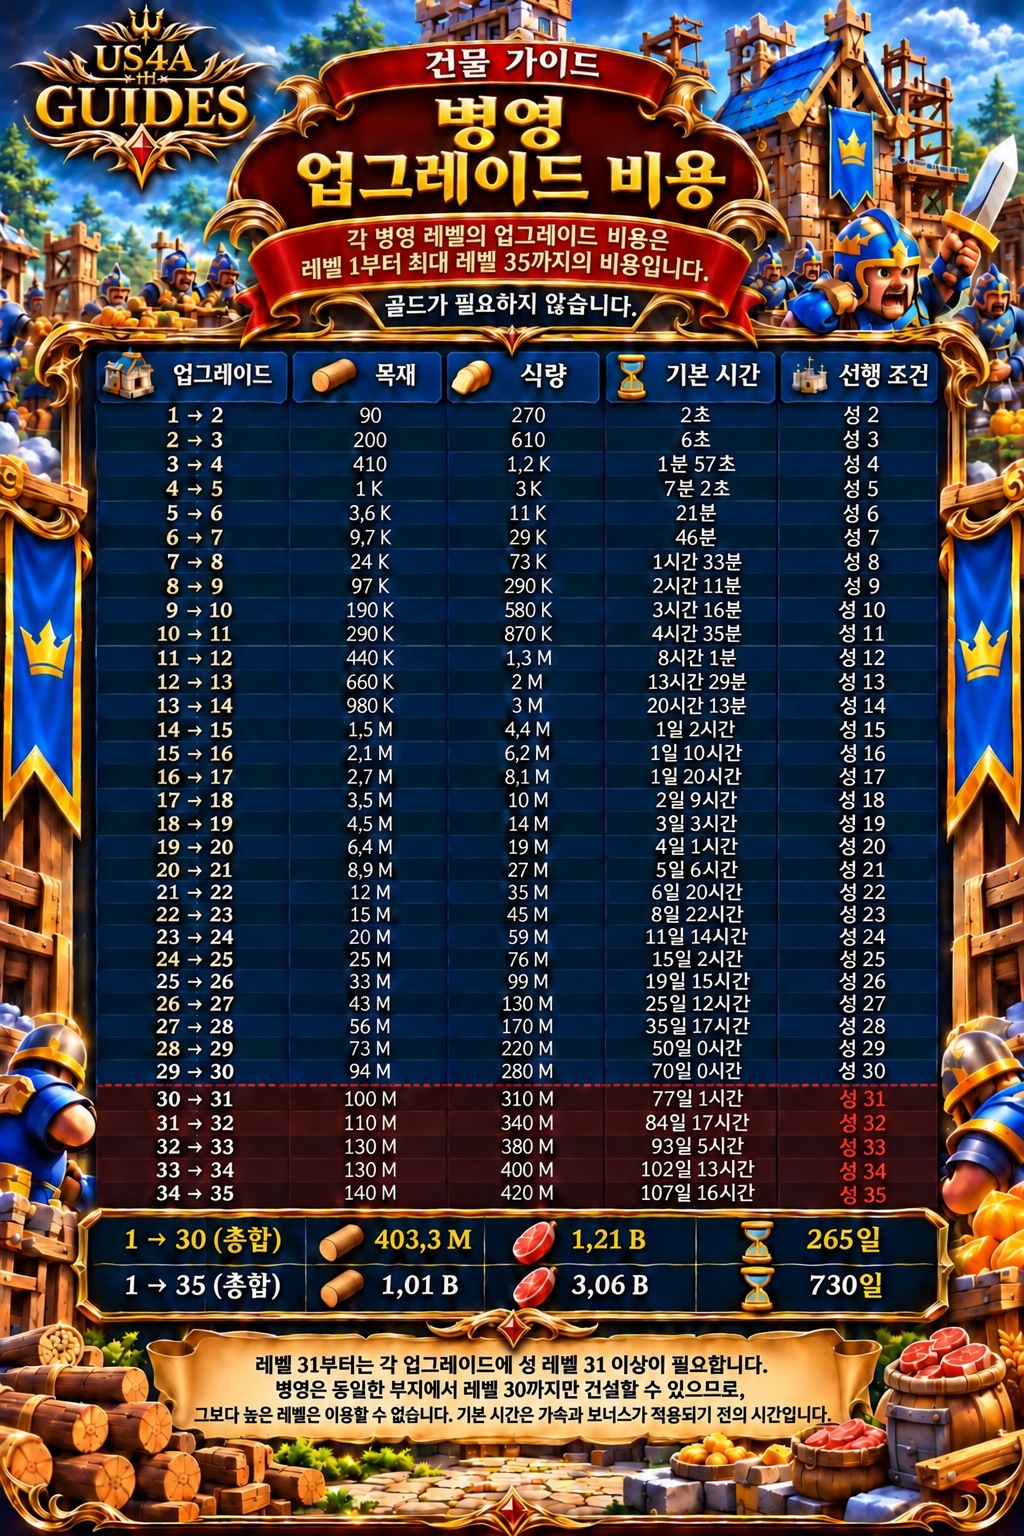 US4A
GUIDES
건물 가이드
병영
업그레이드 비용
각 병영 레벨의 업그레이드 비용은
레벨 1부터 최대 레벨 35까지의 비용입니다.
골드가 필요하지 않습니다.
업그레이드 목재 식량 기본 시간 선행 조건
1 → 2 90 270 2초 성 2
2 → 3 200 610 6초 성 3
3 → 4 410 1,2 K 1분 57초 성 4
4 → 5 1 K 3 K 7분 2초 성 5
5 → 6 3,6 K 11 K 21분 성 6
6 → 7 9,7 K 29 K 46분 성 7
7 → 8 24 K 73 K 1시간 33분 성 8
8 → 9 97 K 290 K 2시간 11분 성 9
9 → 10 190 K 580 K 3시간 16분 성 10
10 → 11 290 K 870 K 4시간 35분 성 11
11 → 12 440 K 1,3 M 8시간 1분 성 12
12 → 13 660 K 2 M 13시간 29분 성 13
13 → 14 980 K 3 M 20시간 13분 성 14
14 → 15 1,5 M 4,4 M 1일 2시간 성 15
15 → 16 2,1 M 6,2 M 1일 10시간 성 16
16 → 17 2,7 M 8,1 M 1일 20시간 성 17
17 → 18 3,5 M 10 M 2일 9시간 성 18
18 → 19 4,5 M 14 M 3일 3시간 성 19
19 → 20 6,4 M 19 M 4일 1시간 성 20
20 → 21 8,9 M 27 M 5일 6시간 성 21
21 → 22 12 M 35 M 6일 20시간 성 22
22 → 23 15 M 45 M 8일 22시간 성 23
23 → 24 20 M 59 M 11일 14시간 성 24
24 → 25 25 M 76 M 15일 2시간 성 25
25 → 26 33 M 99 M 19일 15시간 성 26
26 → 27 43 M 130 M 25일 12시간 성 27
27 → 28 56 M 170 M 35일 17시간 성 28
28 → 29 73 M 220 M 50일 0시간 성 29
29 → 30 94 M 280 M 70일 0시간 성 30
30 → 31 100 M 310 M 77일 1시간 성 31
31 → 32 110 M 340 M 84일 17시간 성 32
32 → 33 130 M 380 M 93일 5시간 성 33
33 → 34 130 M 400 M 102일 13시간 성 34
34 → 35 140 M 420 M 107일 16시간 성 35
1 → 30 (총합) 403,3 M 1,21 B 265일
1 → 35 (총합) 1,01 B 3,06 B 730일
레벨 31부터는 각 업그레이드에 성 레벨 31 이상이 필요합니다.
병영은 동일한 부지에서 레벨 30까지만 건설할 수 있으므로,
그보다 높은 레벨은 이용할 수 없습니다. 기본 시간은 가속과 보너스가 적용되기 전의 시간입니다.